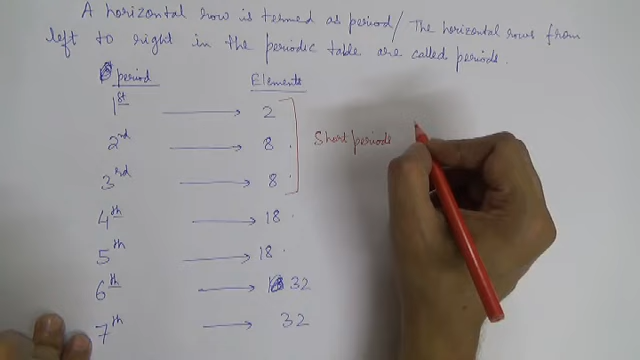 A horizontal row is termed as period / The horizontal rows from
left to right in the periodic table are called periods.
period Elements
1st → 2
2nd → 8
3rd → 8
Short periods
4th → 18
5th → 18
6th → 32
7th → 32